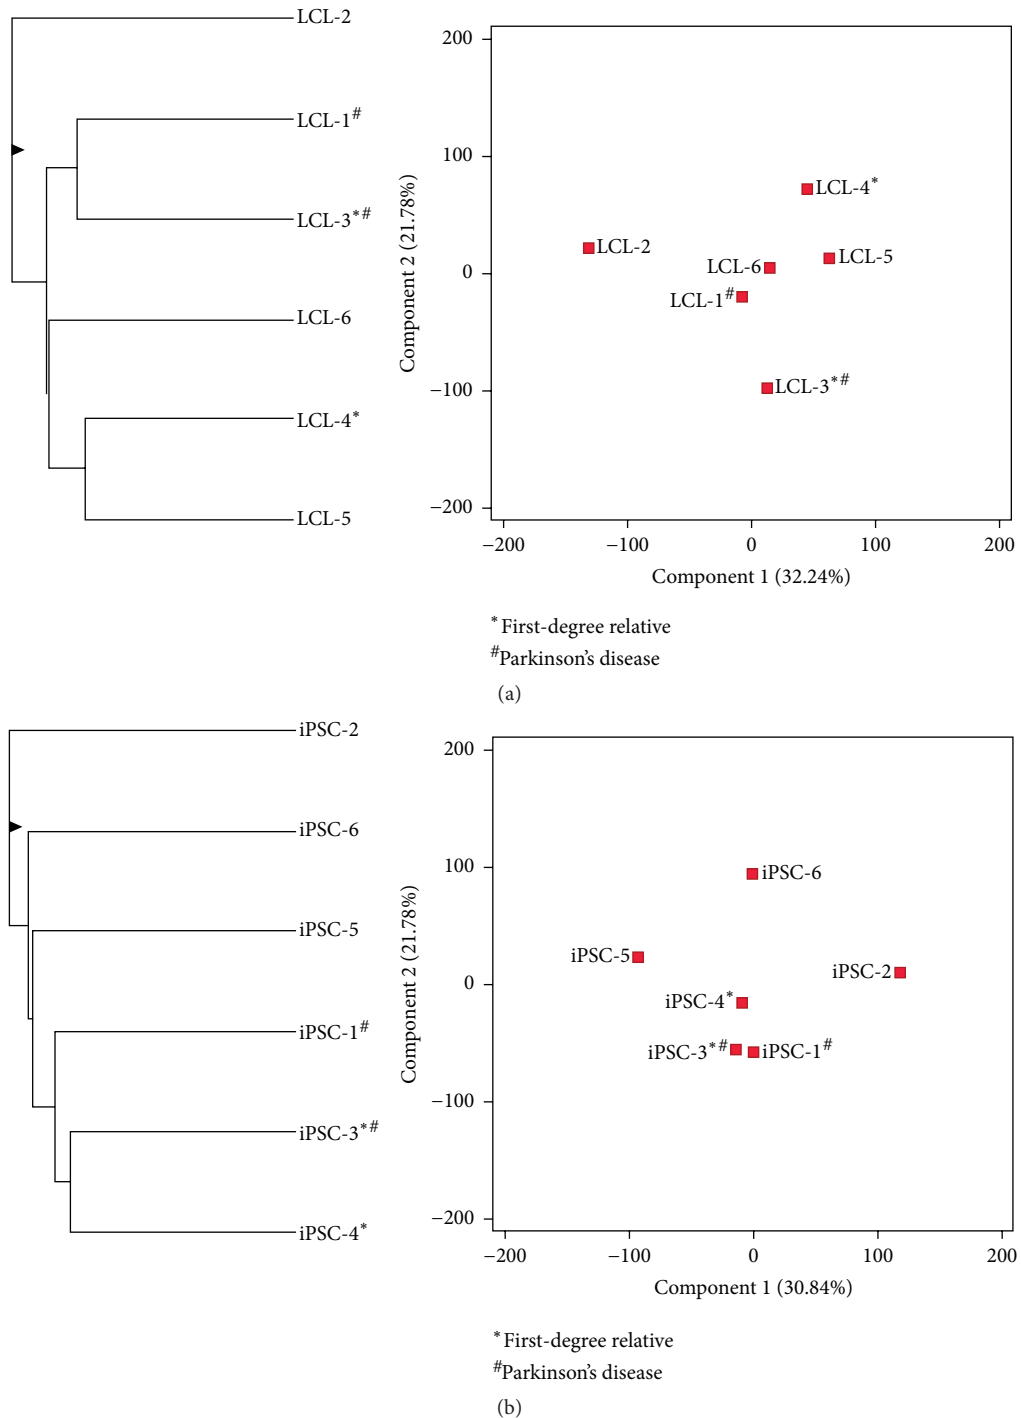 LCL-2
LCL-1#
LCL-3*#
LCL-6
LCL-4*
LCL-5
Component 2 (21.78%)
200
100
0
−100
−200
LCL-4*
LCL-2
LCL-5
LCL-6
LCL-1#
LCL-3*#
−200 −100 0 100 200
Component 1 (32.24%)
*First-degree relative
#Parkinson’s disease
(a)
iPSC-2
iPSC-6
iPSC-5
iPSC-1#
iPSC-3*#
iPSC-4*
Component 2 (21.78%)
200
100
0
−100
−200
iPSC-6
iPSC-5
iPSC-2
iPSC-4*
iPSC-3*# iPSC-1#
−200 −100 0 100 200
Component 1 (30.84%)
*First-degree relative
#Parkinson’s disease
(b)